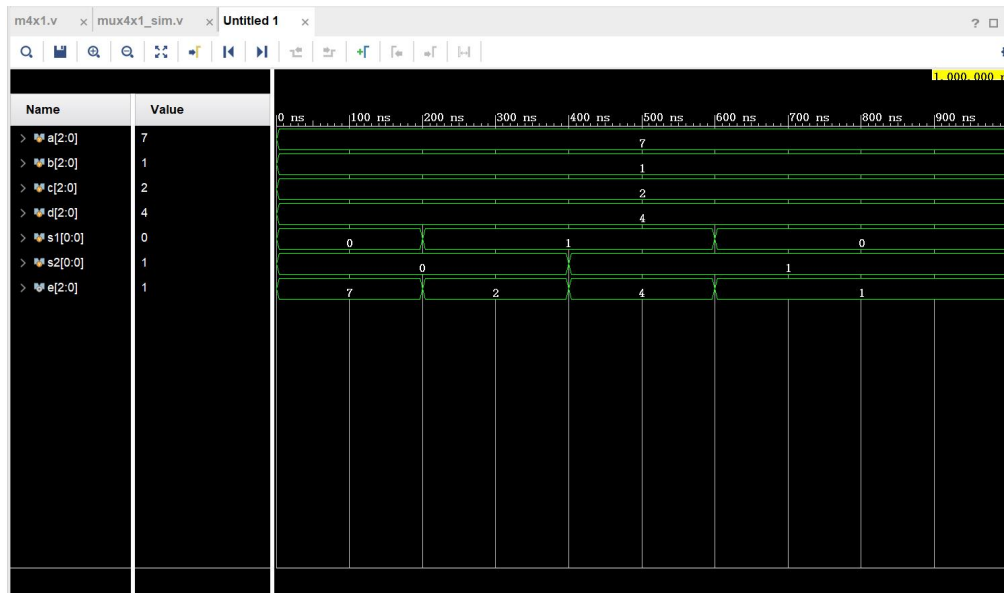 m4x1.v × mux4x1_sim.v × Untitled 1 × ? □
1,000,000
Name Value
0 ns 100 ns 200 ns 300 ns 400 ns 500 ns 600 ns 700 ns 800 ns 900 ns
> a[2:0] 7 7
> b[2:0] 1 1
> c[2:0] 2 2
> d[2:0] 4 4
> s1[0:0] 0 0 1 0
> s2[0:0] 1 0 1
> e[2:0] 1 7 2 4 1